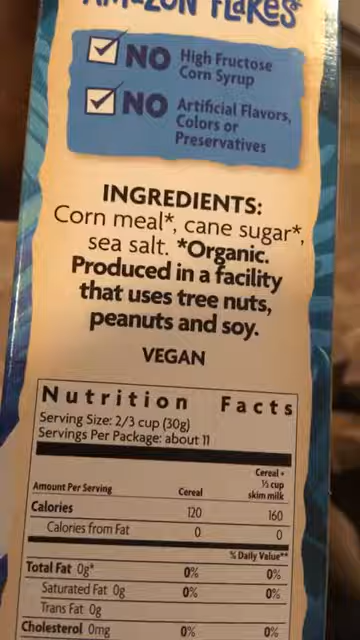 AMAZON FLAKES
NO High Fructose
Corn Syrup
NO Artificial Flavors,
Colors or
Preservatives
INGREDIENTS:
Corn meal*, cane sugar*,
sea salt. *Organic.
Produced in a facility
that uses tree nuts,
peanuts and soy.
VEGAN
Nutrition Facts
Serving Size: 2/3 cup (30g)
Servings Per Package: about 11
Cereal +
½ cup
Amount Per Serving Cereal skim milk
Calories 120 160
Calories from Fat 0 0
% Daily Value**
Total Fat 0g* 0% 0%
Saturated Fat 0g 0% 0%
Trans Fat 0g
Cholesterol 0mg 0% 0%